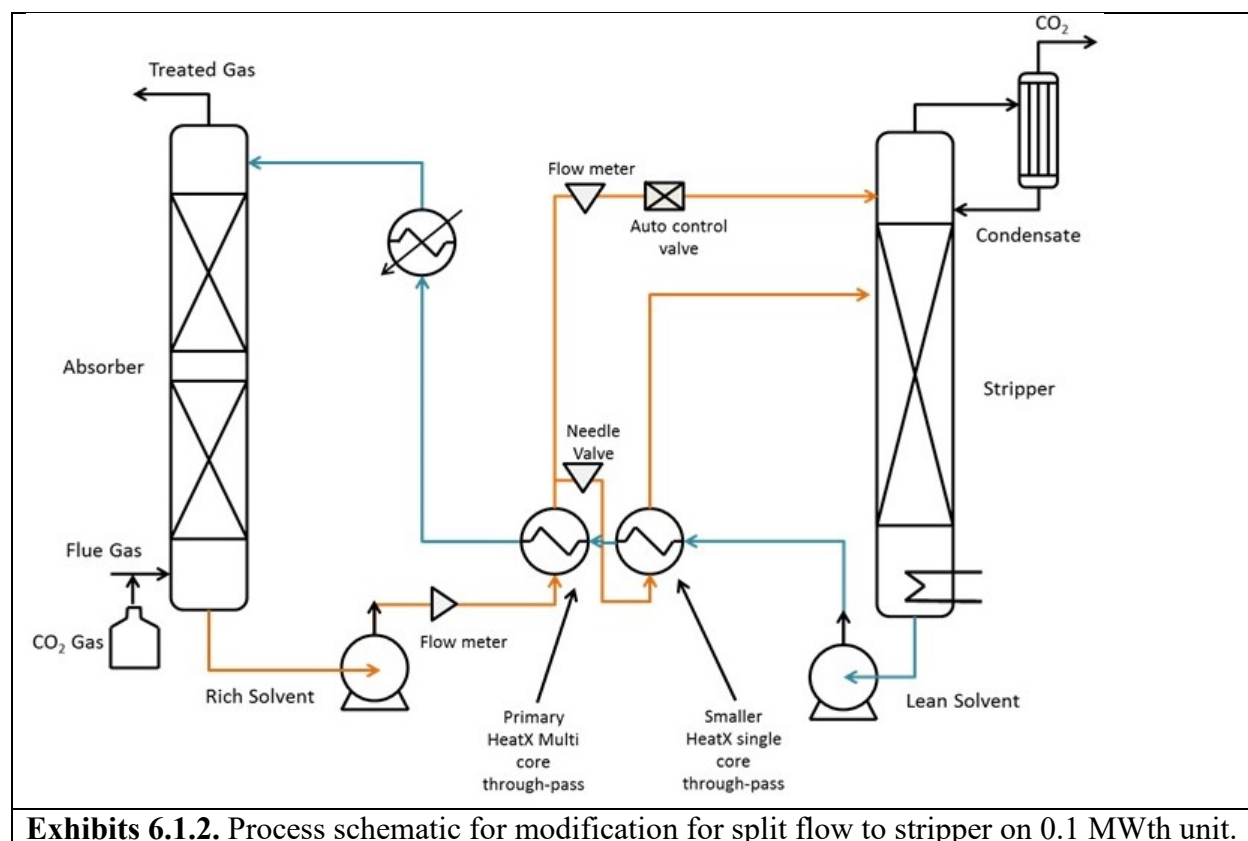 CO₂
Treated Gas
Flow meter
Auto control
valve
Condensate
Absorber
Stripper
Needle
Valve
Flue Gas
CO₂ Gas
Flow meter
Rich Solvent
Lean Solvent
Primary
HeatX Multi
core
through-pass
Smaller
HeatX single
core
through-pass
Exhibits 6.1.2. Process schematic for modification for split flow to stripper on 0.1 MWth unit.